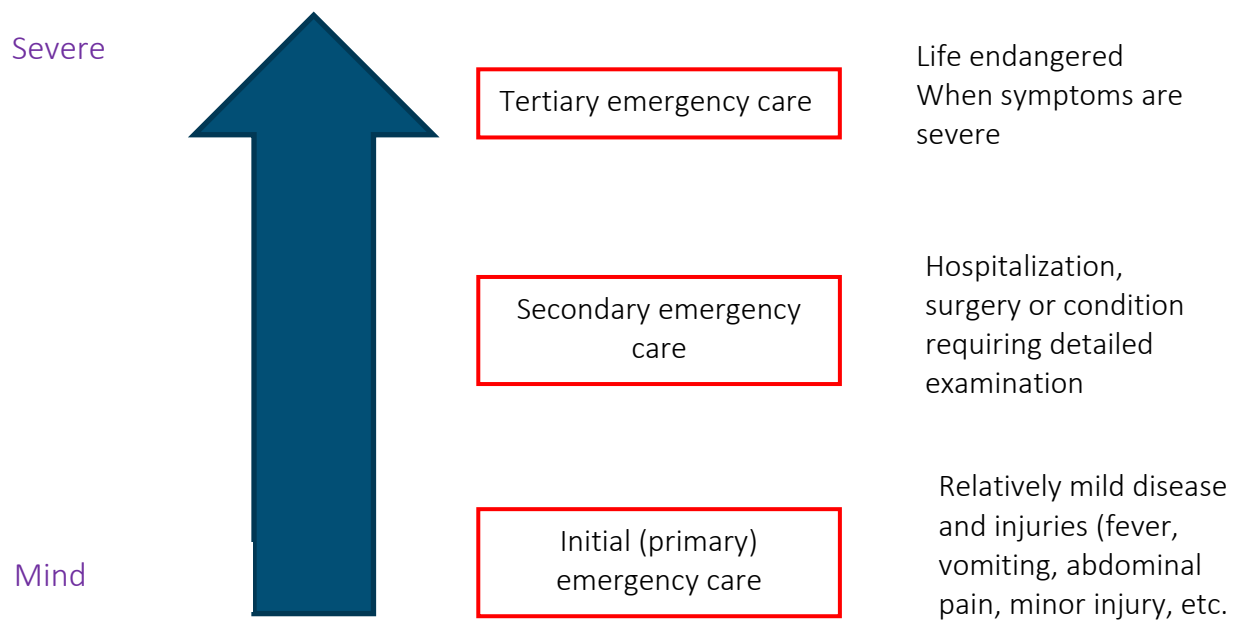 Severe
Tertiary emergency care
Life endangered
When symptoms are
severe
Secondary emergency
care
Hospitalization,
surgery or condition
requiring detailed
examination
Mind
Initial (primary)
emergency care
Relatively mild disease
and injuries (fever,
vomiting, abdominal
pain, minor injury, etc.